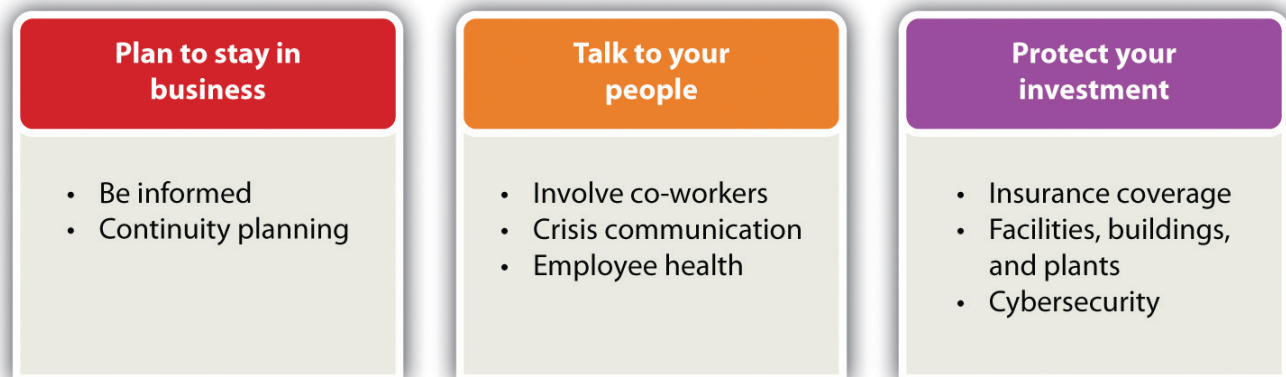 Plan to stay in
business
• Be informed
• Continuity planning
Talk to your
people
• Involve co-workers
• Crisis communication
• Employee health
Protect your
investment
• Insurance coverage
• Facilities, buildings,
and plants
• Cybersecurity